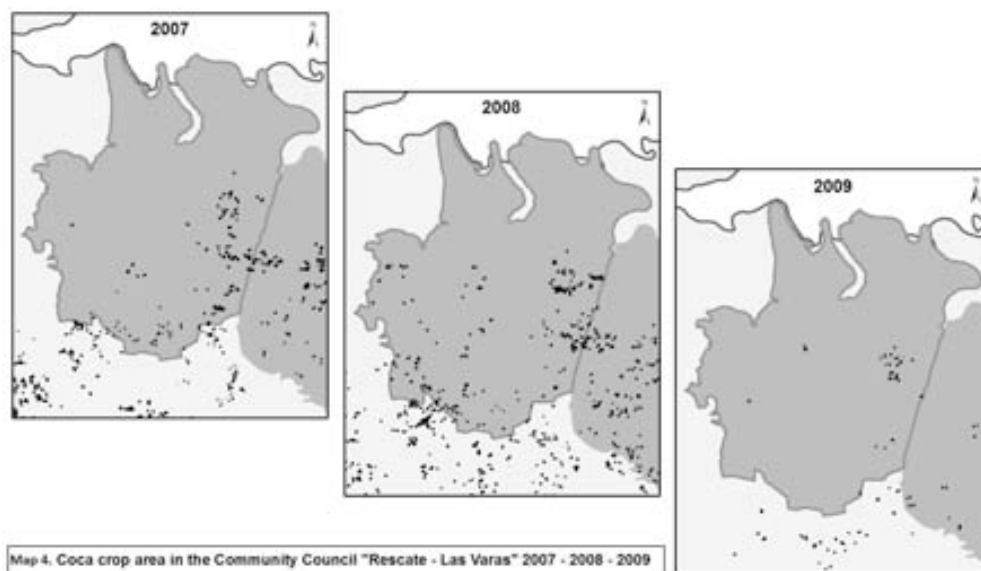 2007
N
2008
N
2009
N
Map 4. Coca crop area in the Community Council "Rescate - Las Varas" 2007 - 2008 - 2009